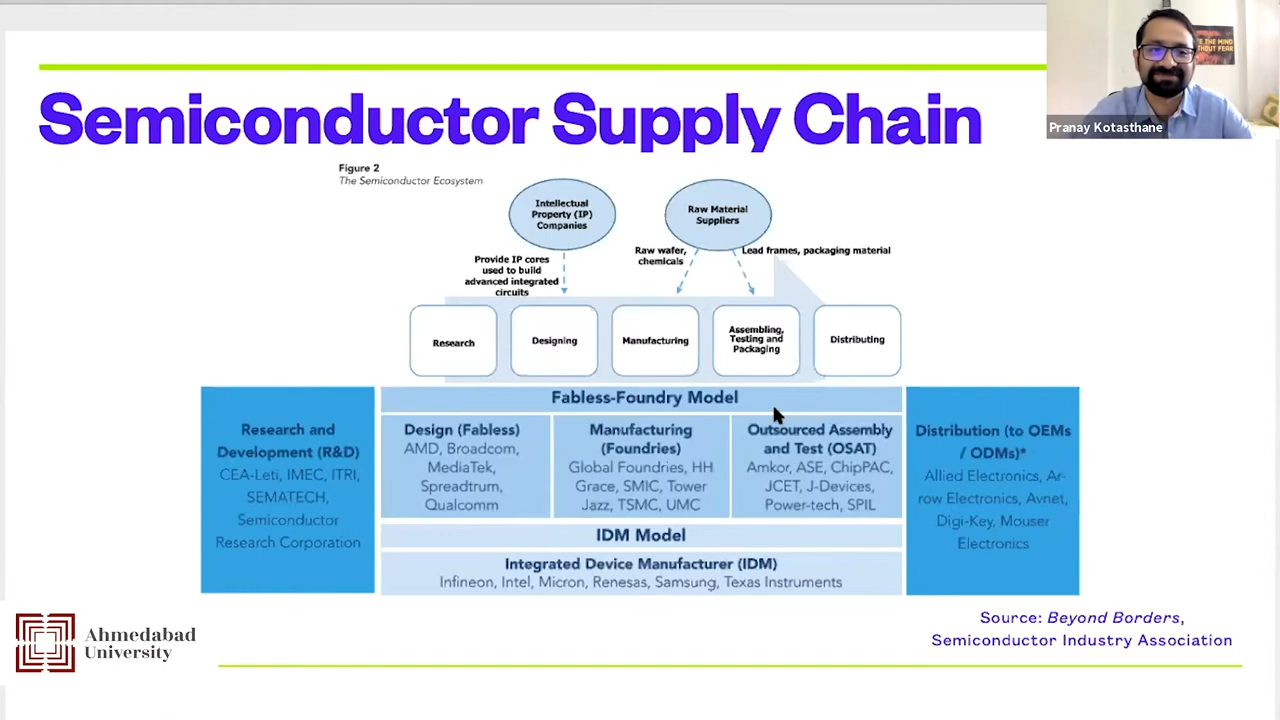 Semiconductor Supply Chain
THE MIND
THOUT FEAR
Pranay Kotasthane
Figure 2
The Semiconductor Ecosystem
Intellectual
Property (IP)
Companies
Raw Material
Suppliers
Provide IP cores
used to build
advanced integrated
circuits
Raw wafer,
chemicals
Lead frames, packaging material
Research
Designing
Manufacturing
Assembling,
Testing and
Packaging
Distributing
Research and
Development (R&D)
CEA-Leti, IMEC, ITRI,
SEMATECH,
Semiconductor
Research Corporation
Fabless-Foundry Model
Design (Fabless)
AMD, Broadcom,
MediaTek,
Spreadtrum,
Qualcomm
Manufacturing
(Foundries)
Global Foundries, HH
Grace, SMIC, Tower
Jazz, TSMC, UMC
Outsourced Assembly
and Test (OSAT)
Amkor, ASE, ChipPAC,
JCET, J-Devices,
Power-tech, SPIL
IDM Model
Integrated Device Manufacturer (IDM)
Infineon, Intel, Micron, Renesas, Samsung, Texas Instruments
Distribution (to OEMs
/ ODMs)*
Allied Electronics, Ar-
row Electronics, Avnet,
Digi-Key, Mouser
Electronics
Source: Beyond Borders,
Semiconductor Industry Association
Ahmedabad
University